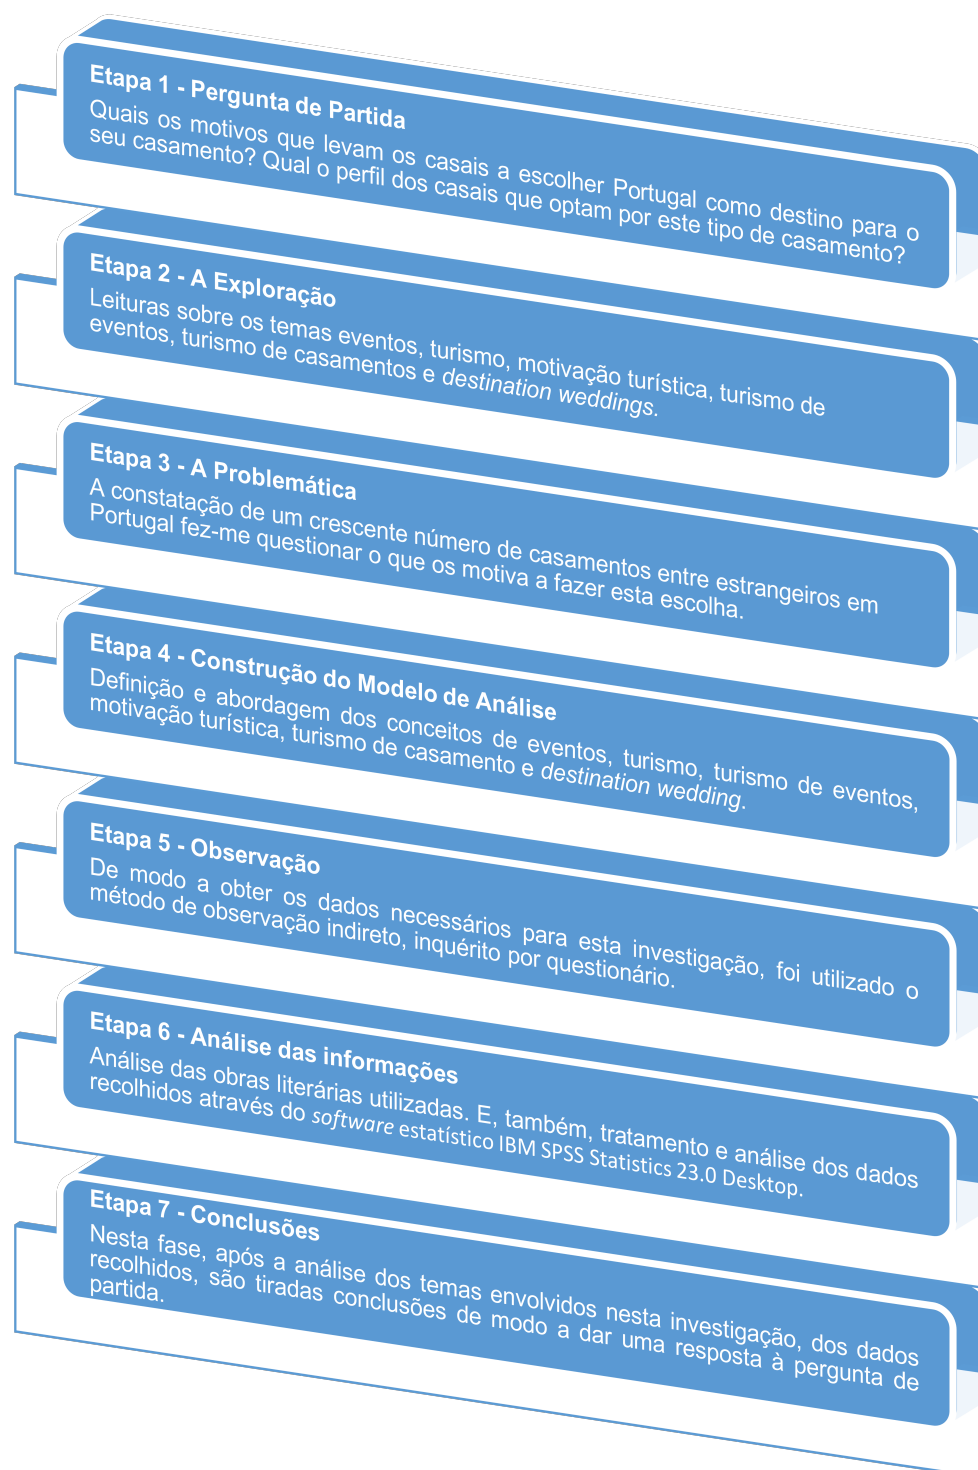 Etapa 1 - Pergunta de Partida
Quais os motivos que levam os casais a escolher Portugal como destino para o
seu casamento? Qual o perfil dos casais que optam por este tipo de casamento?
Etapa 2 - A Exploração
Leituras sobre os temas eventos, turismo, motivação turística, turismo de
eventos, turismo de casamentos e destination weddings.
Etapa 3 - A Problemática
A constatação de um crescente número de casamentos entre estrangeiros em
Portugal fez-me questionar o que os motiva a fazer esta escolha.
Etapa 4 - Construção do Modelo de Análise
Definição e abordagem dos conceitos de eventos, turismo, turismo de eventos,
motivação turística, turismo de casamento e destination wedding.
Etapa 5 - Observação
De modo a obter os dados necessários para esta investigação, foi utilizado o
método de observação indireto, inquérito por questionário.
Etapa 6 - Análise das informações
Análise das obras literárias utilizadas. E, também, tratamento e análise dos dados
recolhidos através do software estatístico IBM SPSS Statistics 23.0 Desktop.
Etapa 7 - Conclusões
Nesta fase, após a análise dos temas envolvidos nesta investigação, dos dados
recolhidos, são tiradas conclusões de modo a dar uma resposta à pergunta de
partida.